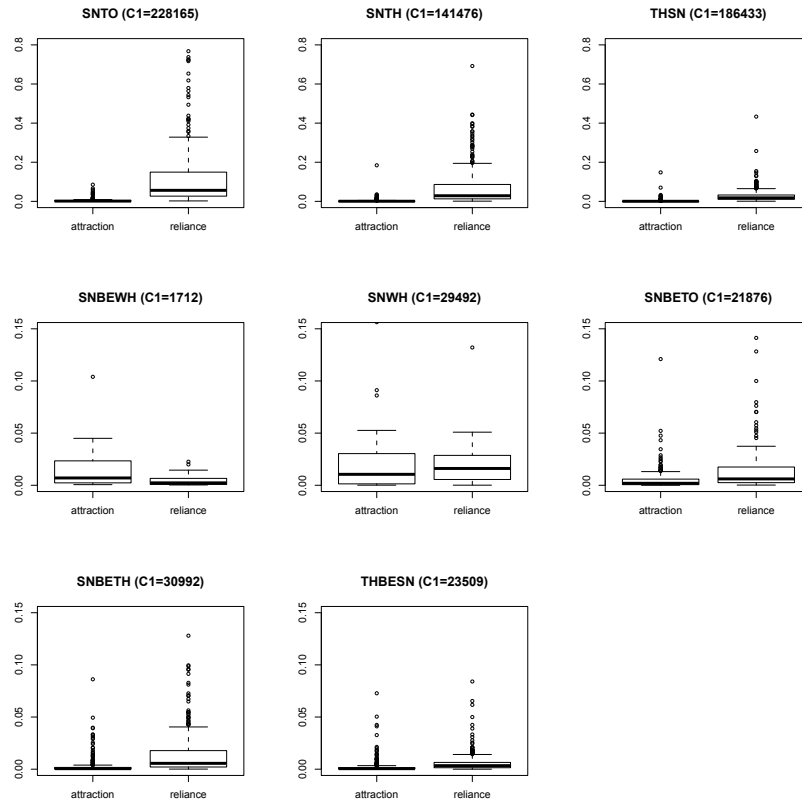 SNTO (C1=228165)
0.8
0.6
0.4
0.2
0.0
attraction reliance
SNTH (C1=141476)
0.8
0.6
0.4
0.2
0.0
attraction reliance
THSN (C1=186433)
0.8
0.6
0.4
0.2
0.0
attraction reliance
SNBEWH (C1=1712)
0.15
0.10
0.05
0.00
attraction reliance
SNWH (C1=29492)
0.15
0.10
0.05
0.00
attraction reliance
SNBETO (C1=21876)
0.15
0.10
0.05
0.00
attraction reliance
SNBETH (C1=30992)
0.15
0.10
0.05
0.00
attraction reliance
THBESN (C1=23509)
0.15
0.10
0.05
0.00
attraction reliance